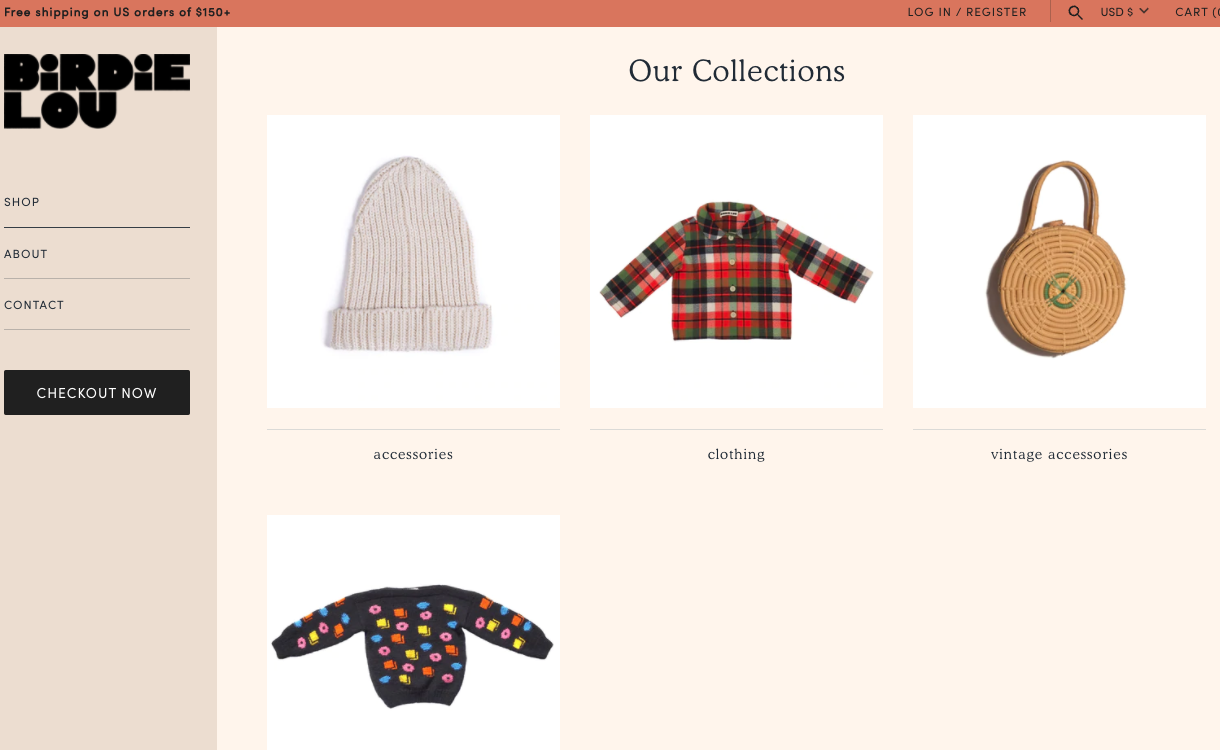 Free shipping on US orders of $150+
LOG IN / REGISTER
USD $
CART (
BiRDiE
LOU
SHOP
ABOUT
CONTACT
CHECKOUT NOW
Our Collections
accessories
clothing
vintage accessories